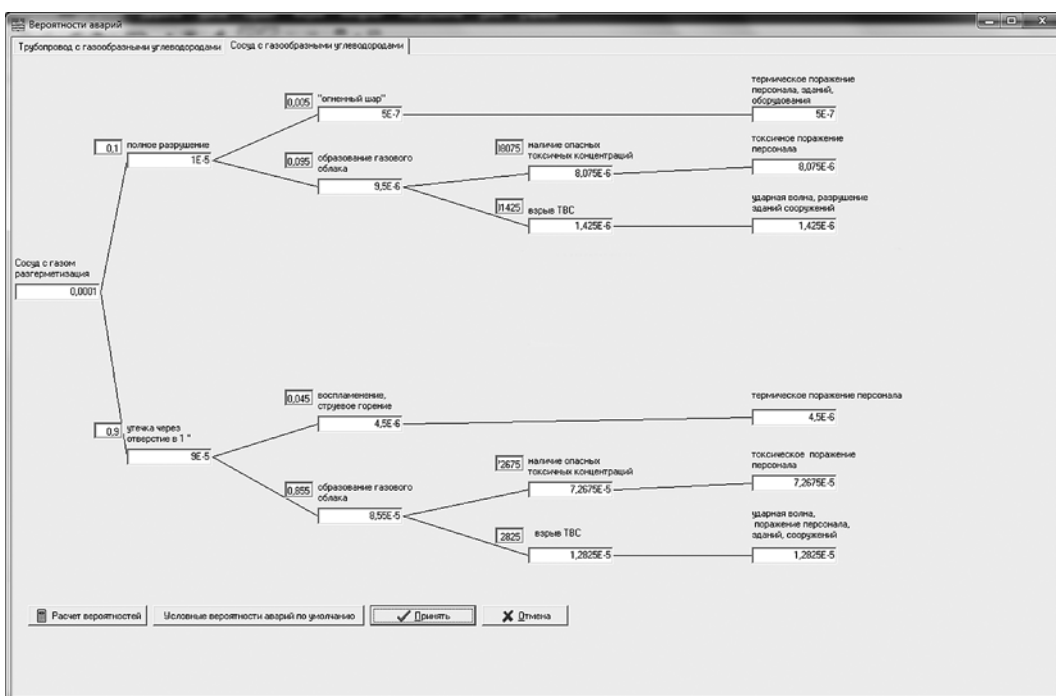 Вероятности аварий
Трубопровод с газообразными углеводородами
Сосуд с газообразными углеводородами
термическое поражение
персонала, зданий,
оборудования
0,005
"огненный шар"
5E-7
5E-7
0,1
полное разрушение
1E-5
0,095
образование газового
облака
9,5E-6
8075
наличие опасных
токсичных концентраций
8,075E-6
токсичное поражение
персонала
8,075E-6
1425
взрыв ТВС
1,425E-6
ударная волна, разрушение
зданий сооружений
1,425E-6
Сосуд с газом
разгерметизация
0,0001
0,045
воспламенение,
струевое горение
4,5E-6
термическое поражение персонала
4,5E-6
0,9
утечка через
отверстие в 1 "
9E-5
0,855
образование газового
облака
8,55E-5
2675
наличие опасных
токсичных концентраций
7,2675E-5
токсическое поражение
персонала
7,2675E-5
2825
взрыв ТВС
1,2825E-5
ударная волна,
поражение персонала,
зданий, сооружений
1,2825E-5
Расчет вероятностей
Условные вероятности аварий по умолчанию
Принять
Отмена